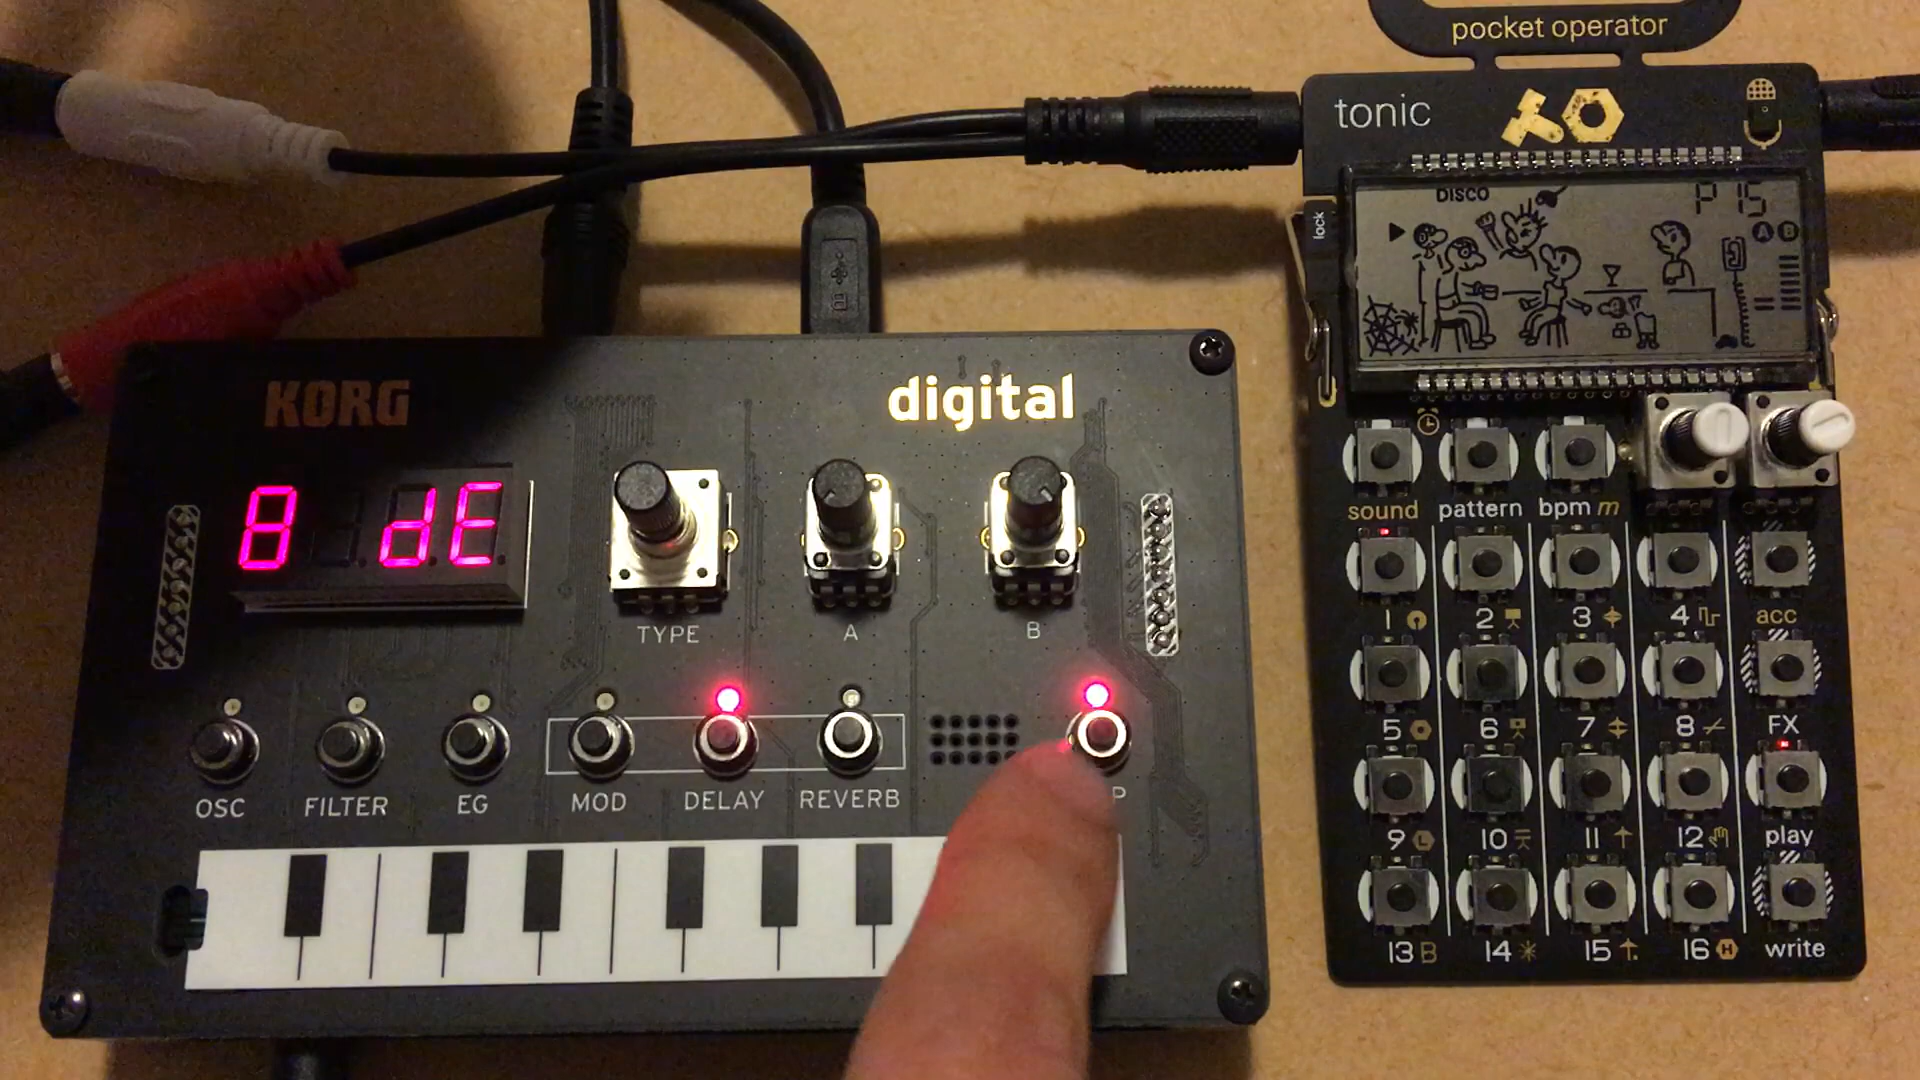 pocket operator
tonic
lock
DISCO
P 15
A B
KORG
digital
8 dE
TYPE
A
B
OSC
FILTER
EG
MOD
DELAY
REVERB
P
sound
pattern
bpm m
1
2
3
4
acc
5
6
7
8
FX
9
10
11
12
play
13 B
14
15
16
write